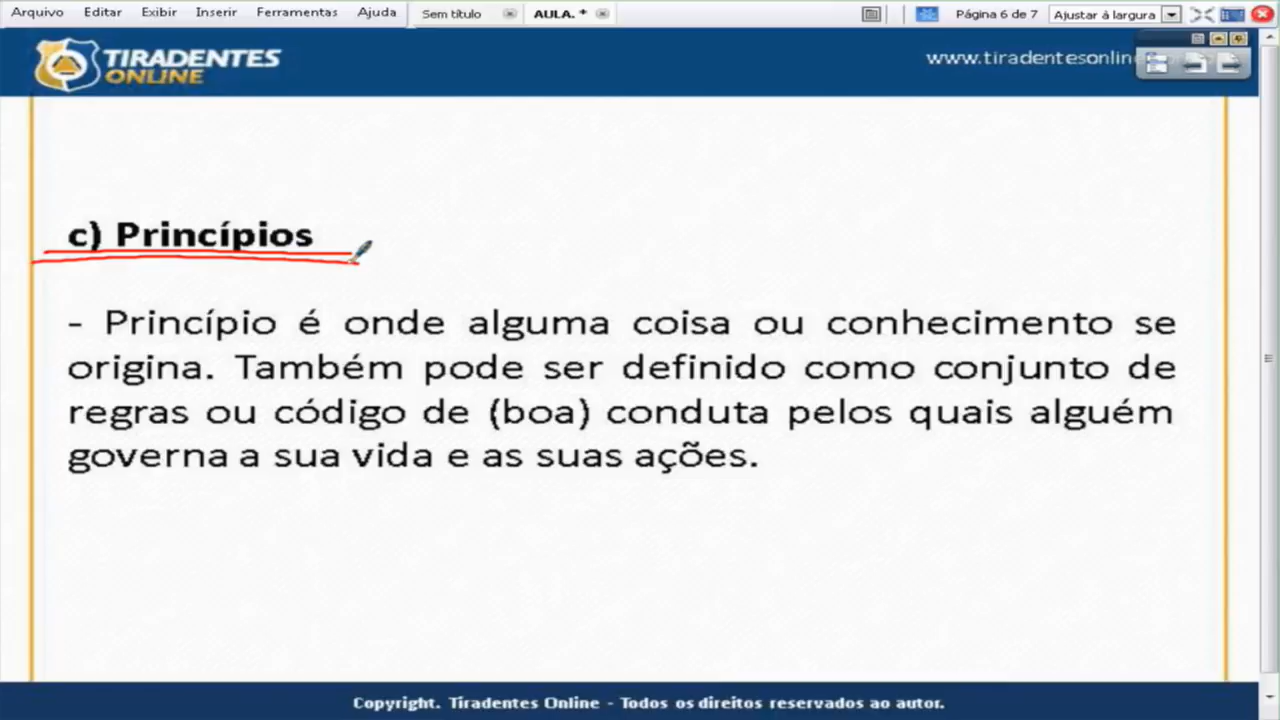 Arquivo Editar Exibir Inserir Ferramentas Ajuda Sem título AULA. * Página 6 de 7 Ajustar à largura
TIRADENTES
ONLINE
www.tiradentesonline
c) Princípios
- Princípio é onde alguma coisa ou conhecimento se
origina. Também pode ser definido como conjunto de
regras ou código de (boa) conduta pelos quais alguém
governa a sua vida e as suas ações.
Copyright. Tiradentes Online - Todos os direitos reservados ao autor.